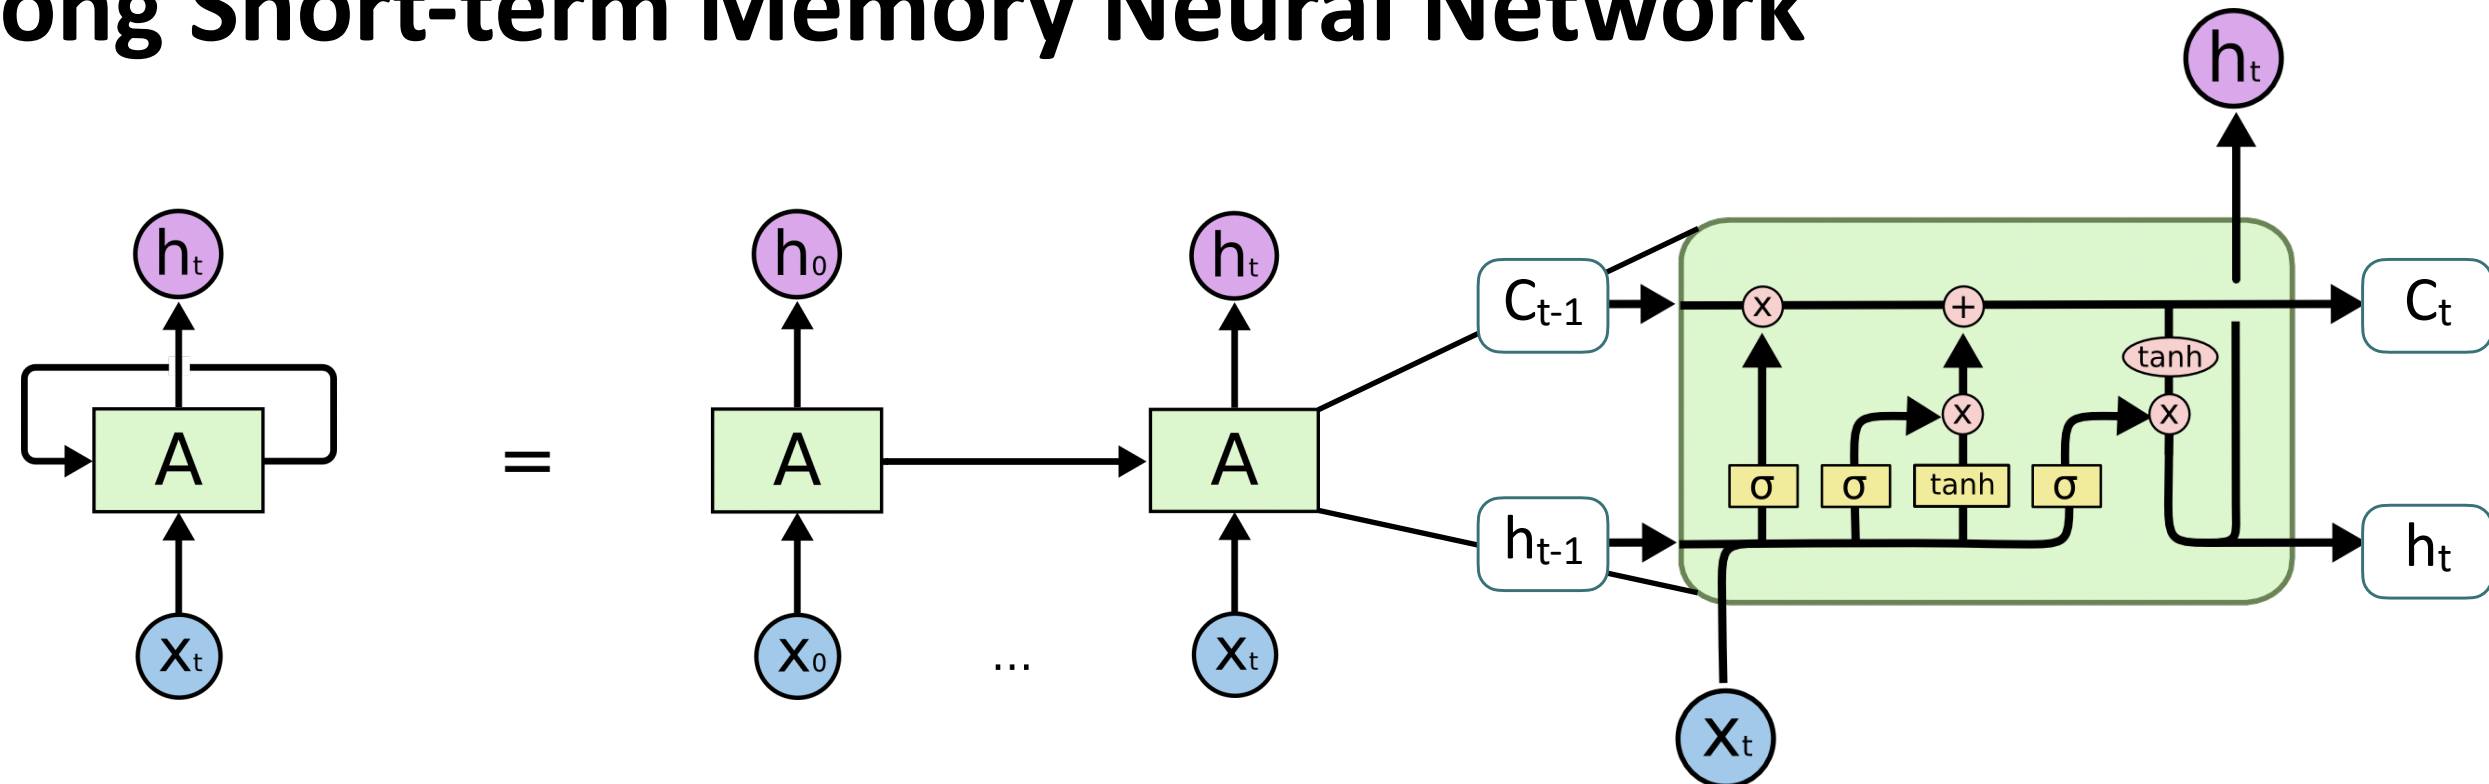 ong Short-term Memory Neural Network
ht
ht
h0
ht
Ct-1
x
+
Ct
tanh
x
x
A
=
A
A
σ
σ
tanh
σ
ht-1
ht
xt
x0
...
xt
xt